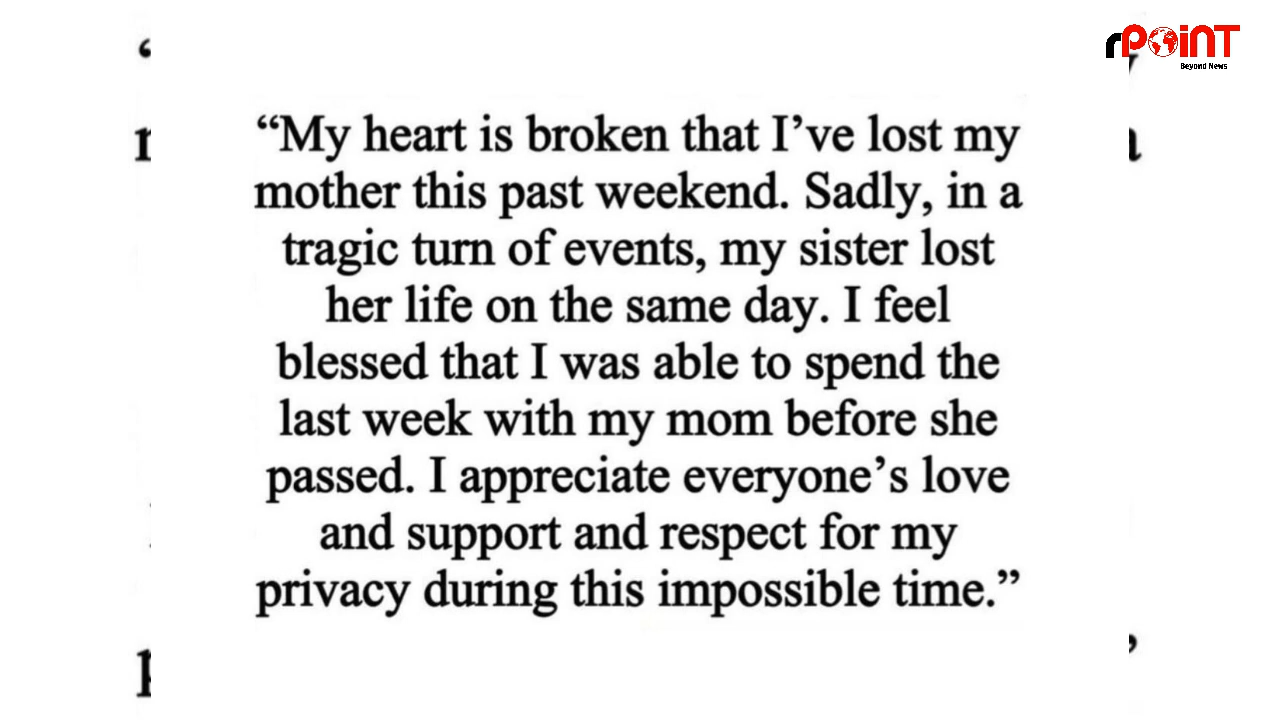 rPOINT
Beyond News
“My heart is broken that I’ve lost my
mother this past weekend. Sadly, in a
tragic turn of events, my sister lost
her life on the same day. I feel
blessed that I was able to spend the
last week with my mom before she
passed. I appreciate everyone’s love
and support and respect for my
privacy during this impossible time.”